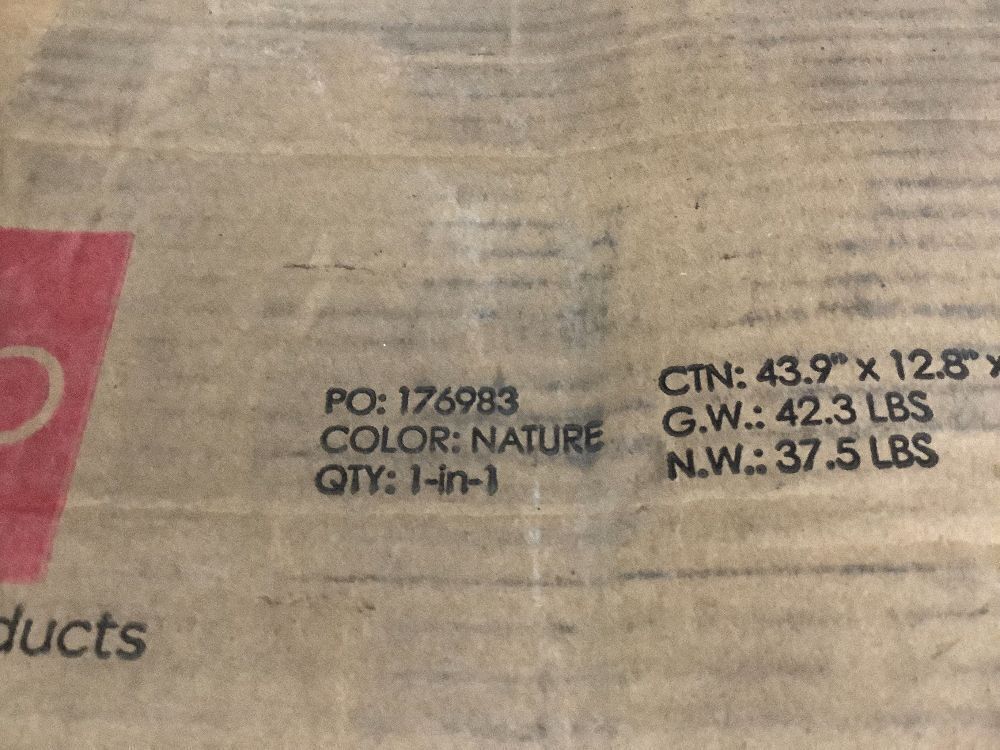 PO: 176983
COLOR: NATURE
QTY: 1-in-1
CTN: 43.9" x 12.8" x
G.W.: 42.3 LBS
N.W.: 37.5 LBS
ducts